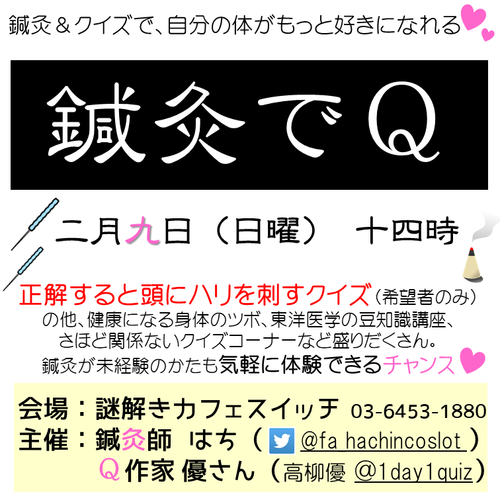 鍼灸＆クイズで、自分の体がもっと好きになれる
鍼灸でQ
二月九日（日曜） 十四時
正解すると頭にハリを刺すクイズ(希望者のみ)
の他、健康になる身体のツボ、東洋医学の豆知識講座、
さほど関係ないクイズコーナーなど盛りだくさん。
鍼灸が未経験のかたも気軽に体験できるチャンス
会場：謎解きカフェスイッチ 03-6453-1880
主催：鍼灸師 はち（ @fa hachincoslot ）
Q作家 優さん（高柳優 @1day1quiz）